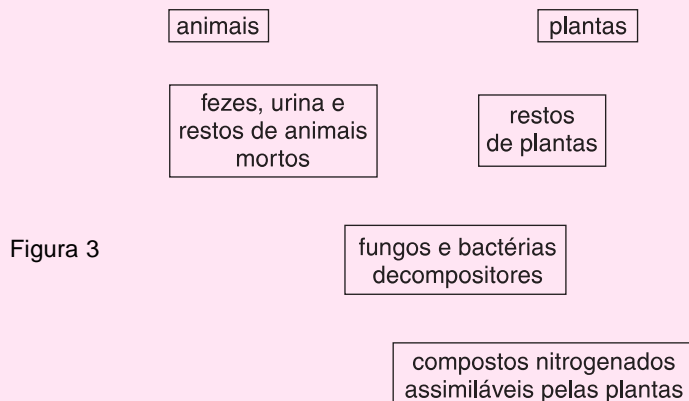 animais
plantas
fezes, urina e
restos de animais
mortos
restos
de plantas
Figura 3
fungos e bactérias
decompositores
compostos nitrogenados
assimiláveis pelas plantas